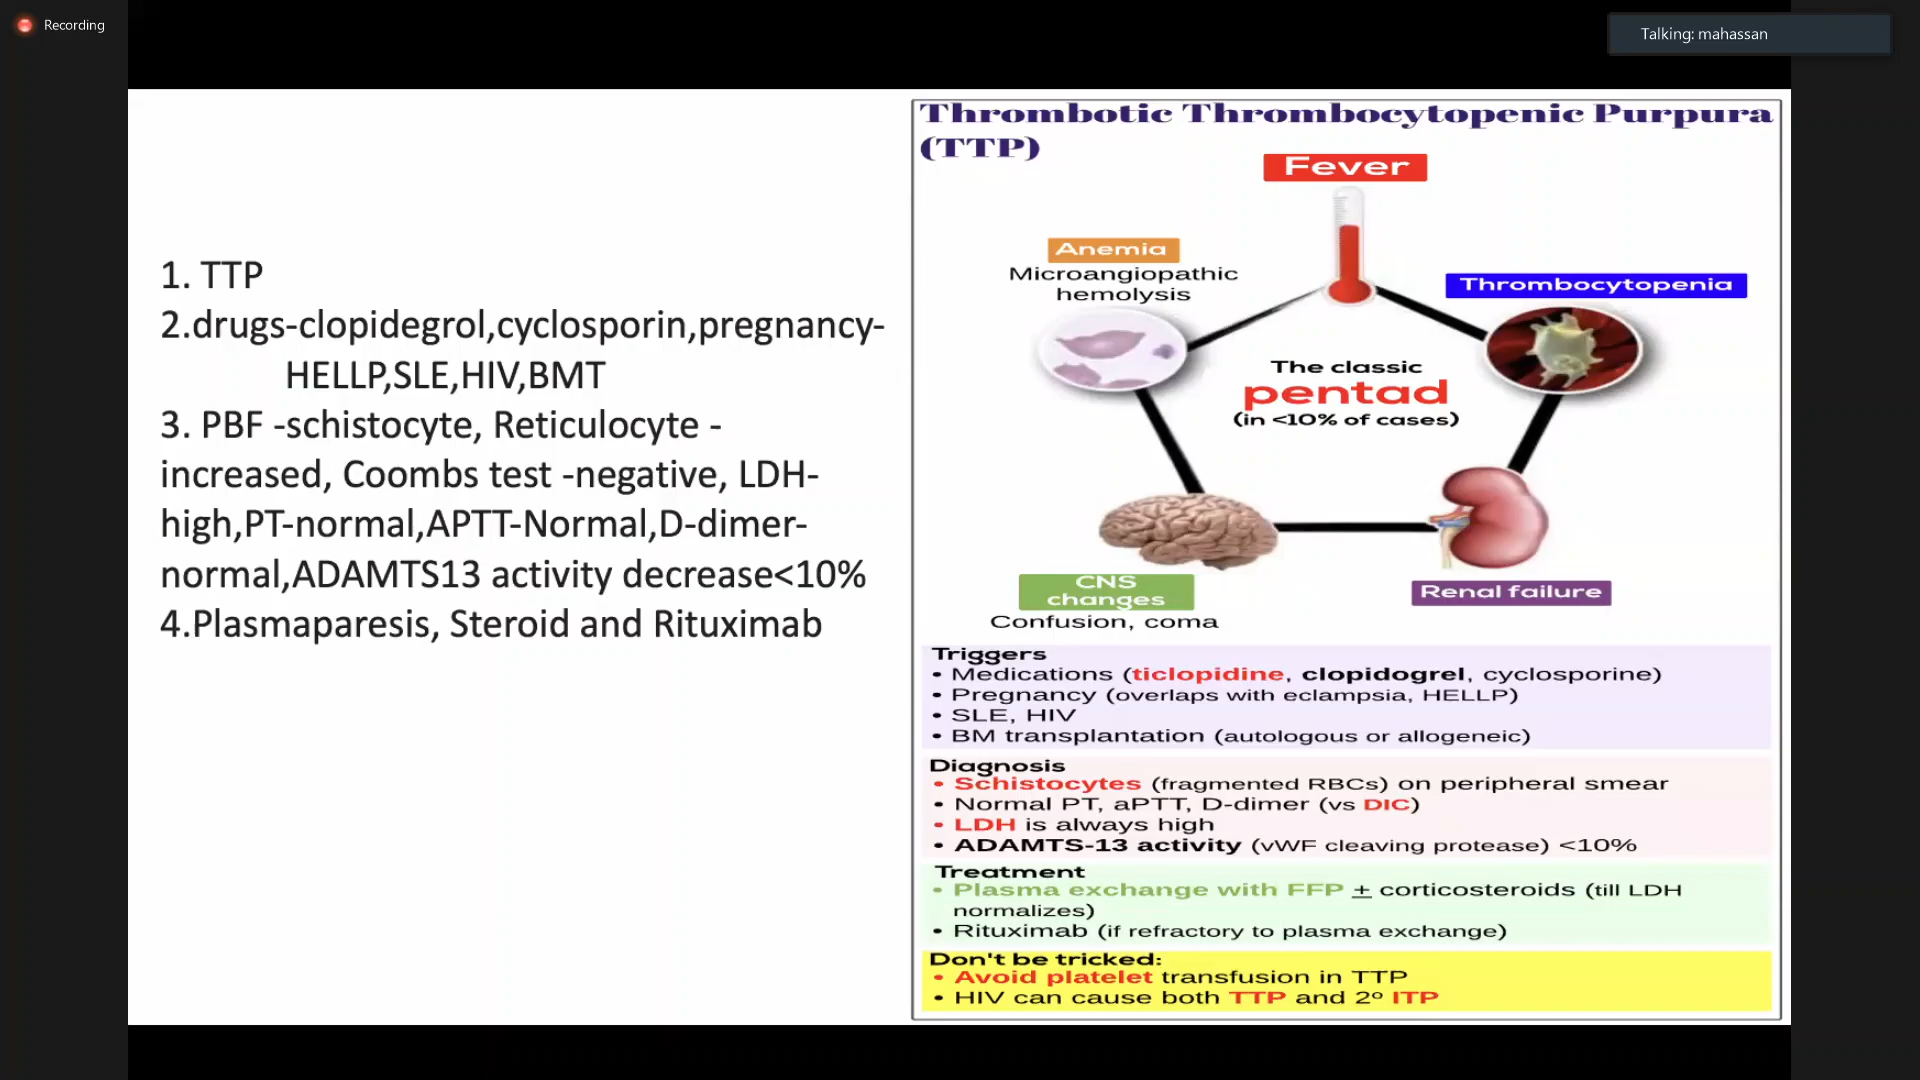 Recording
Talking: mahassan
1. TTP
2.drugs-clopidegrol,cyclosporin,pregnancy-
HELLP,SLE,HIV,BMT
3. PBF -schistocyte, Reticulocyte -
increased, Coombs test -negative, LDH-
high,PT-normal,APTT-Normal,D-dimer-
normal,ADAMTS13 activity decrease<10%
4.Plasmaparesis, Steroid and Rituximab
Thrombotic Thrombocytopenic Purpura
(TTP)
Fever
Anemia
Microangiopathic
hemolysis
Thrombocytopenia
The classic
pentad
(in <10% of cases)
CNS
changes
Confusion, coma
Renal failure
Triggers
• Medications (ticlopidine, clopidogrel, cyclosporine)
• Pregnancy (overlaps with eclampsia, HELLP)
• SLE, HIV
• BM transplantation (autologous or allogeneic)
Diagnosis
• Schistocytes (fragmented RBCs) on peripheral smear
• Normal PT, aPTT, D-dimer (vs DIC)
• LDH is always high
• ADAMTS-13 activity (vWF cleaving protease) <10%
Treatment
• Plasma exchange with FFP ± corticosteroids (till LDH
normalizes)
• Rituximab (if refractory to plasma exchange)
Don't be tricked:
• Avoid platelet transfusion in TTP
• HIV can cause both TTP and 2º ITP